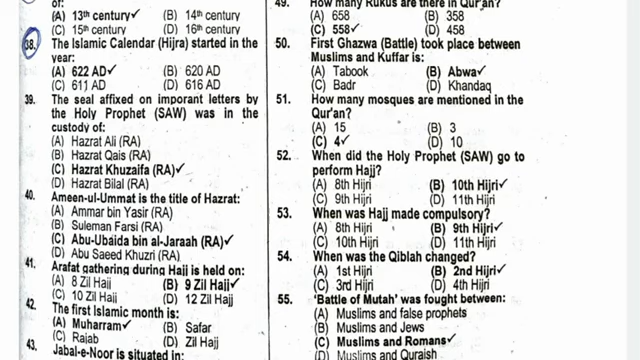 of:
(A) 13th century✓ (B) 14th century
(C) 15th century (D) 16th century
38. The Islamic Calendar (Hijra) started in the
year:
(A) 622 AD✓ (B) 620 AD
(C) 611 AD (D) 616 AD
39. The seal affixed on imporant letters by
the Holy Prophet (SAW) was in the
custody of:
(A) Hazrat Ali (RA)
(B) Hazrat Qais (RA)
(C) Hazrat Khuzaifa (RA)✓
(D) Hazrat Bilal (RA)
40. Ameen-ul-Ummat is the title of Hazrat:
(A) Ammar bin Yasir (RA)
(B) Suleman Farsi (RA)
(C) Abu-Ubaida bin al-Jaraah (RA)✓
(D) Abu Saeed Khuzri (RA)
41. Arafat gathering during Hajj is held on:
(A) 8 Zil Hajj (B) 9 Zil Hajj✓
(C) 10 Zil Hajj (D) 12 Zil Hajj
42. The first Islamic month is:
(A) Muharram✓ (B) Safar
(C) Rajab (D) Zil Hajj
43. Jabal-e-Noor is situated in:
49. How many Rukus are there in Qur'an?
(A) 658 (B) 358
(C) 558✓ (D) 458
50. First Ghazwa (Battle) took place between
Muslims and Kuffar is:
(A) Tabook (B) Abwa✓
(C) Badr (D) Khandaq
51. How many mosques are mentioned in the
Qur'an?
(A) 15 (B) 3
(C) 4✓ (D) 10
52. When did the Holy Prophet (SAW) go to
perform Hajj?
(A) 8th Hijri (B) 10th Hijri✓
(C) 9th Hijri (D) 11th Hijri
53. When was Hajj made compulsory?
(A) 8th Hijri (B) 9th Hijri✓
(C) 10th Hijri (D) 11th Hijri
54. When was the Qiblah changed?
(A) 1st Hijri (B) 2nd Hijri✓
(C) 3rd Hijri (D) 4th Hijri
55. 'Battle of Mutah' was fought between:
(A) Muslims and false prophets
(B) Muslims and Jews
(C) Muslims and Romans✓
(D) Muslims and Quraish